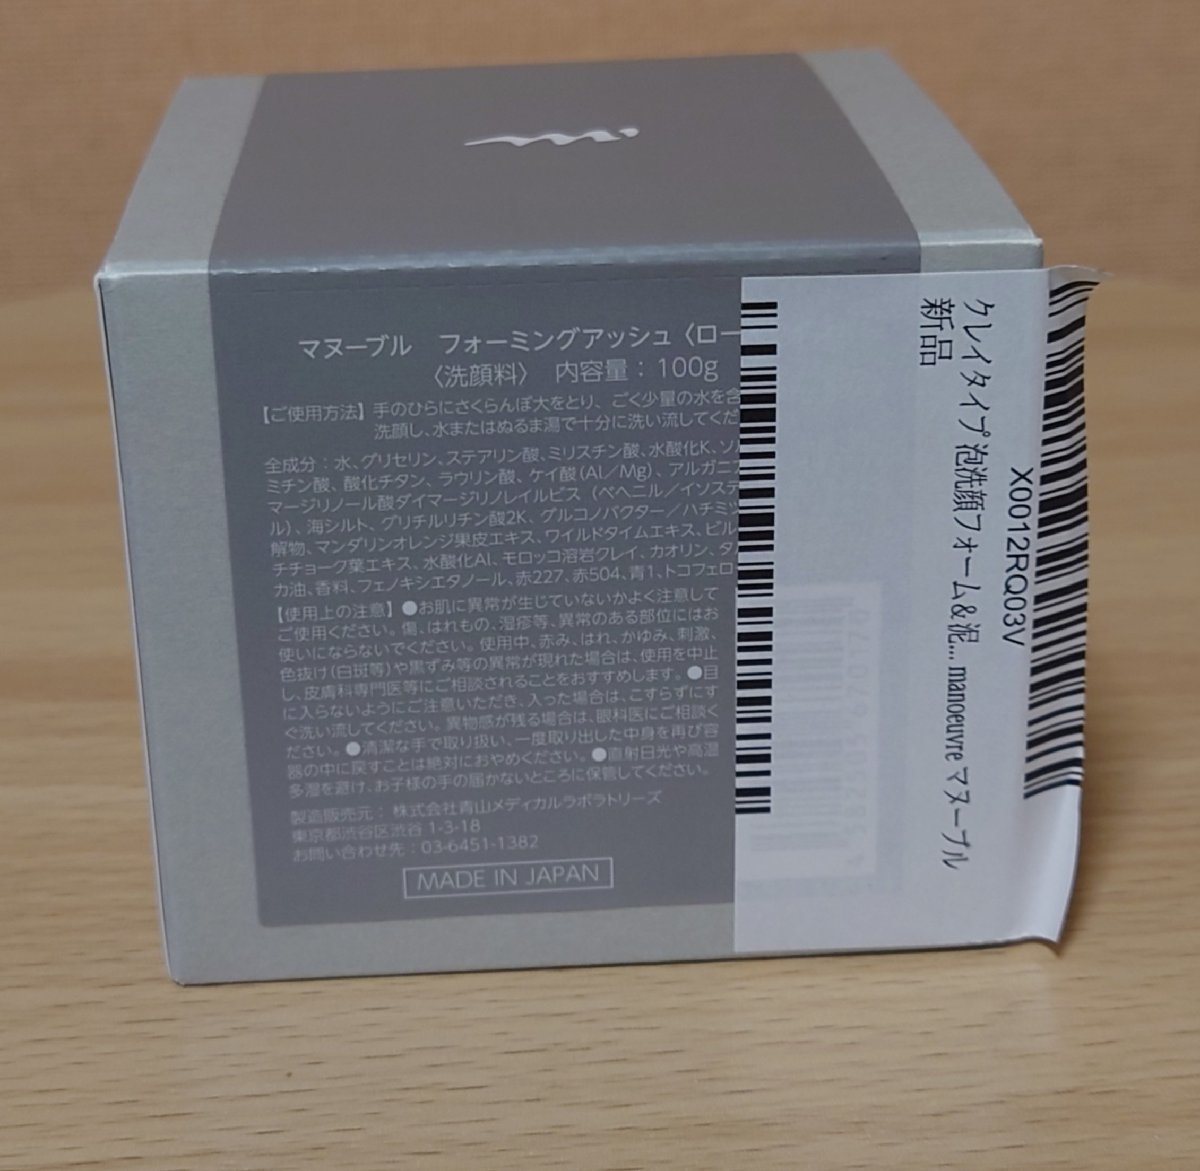 マヌーブル フォーミングアッシュ〈ロー
〈洗顔料〉 内容量:100g
【ご使用方法】手のひらにさくらんぼ大をとり、ごく少量の水を含
洗顔し、水またはぬるま湯で十分に洗い流してくだ
全成分:水、グリセリン、ステアリン酸、ミリスチン酸、水酸化K、ソ
ミチン酸、酸化チタン、ラウリン酸、ケイ酸(Al/Mg)、アルガニ
マージリノール酸ダイマージリノレイルビス(ベヘニル/イソステ
ル)、海シルト、グリチルリチン酸2K、グルコノバクター/ハチミツ
解物、マンダリンオレンジ果皮エキス、ワイルドタイムエキス、ビル
チチョーク葉エキス、水酸化Al、モロッコ溶岩クレイ、カオリン、タ
カ油、香料、フェノキシエタノール、赤227、赤504、青1、トコフェロ
【使用上の注意】●お肌に異常が生じていないかよく注意して
ご使用ください。傷、はれもの、湿疹等、異常のある部位にはお
使いにならないでください。使用中、赤み、はれ、かゆみ、刺激、
色抜け(白斑等)や黒ずみ等の異常が現れた場合は、使用を中止
し、皮膚科専門医等にご相談されることをおすすめします。●目
に入らないようにご注意いただき、入った場合は、こすらずにす
ぐ洗い流してください。異物感が残る場合は、眼科医にご相談く
ださい。●清潔な手で取り扱い、一度取り出した中身を再び容
器の中に戻すことは絶対におやめください。●直射日光や高温
多湿を避け、お子様の手の届かないところに保管してください。
製造販売元:株式会社青山メディカルラボラトリーズ
東京都渋谷区渋谷 1-3-18
お問い合わせ先:03-6451-1382
MADE IN JAPAN
X0012RQ03V
クレイタイプ 泡洗顔フォーム&泥... manoeuvre マヌーブル
新品